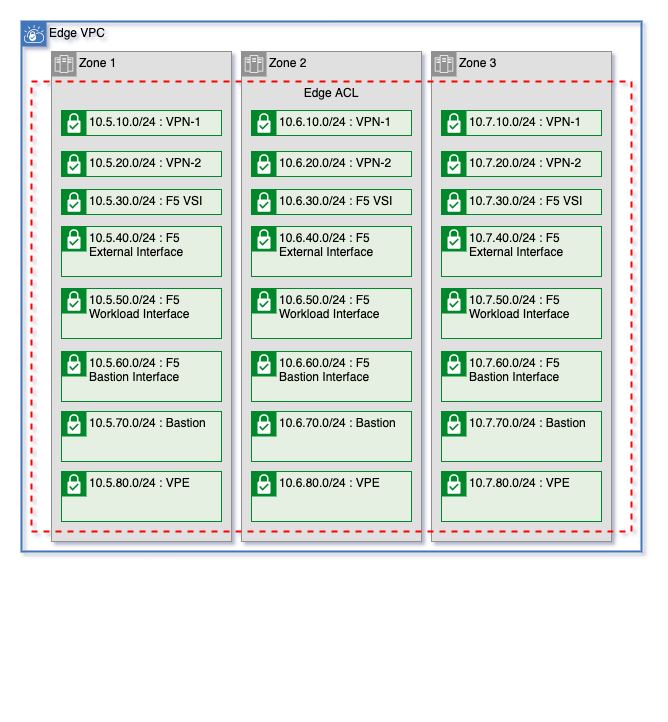 Edge VPC
Zone 1
Zone 2
Zone 3
Edge ACL
10.5.10.0/24 : VPN-1
10.6.10.0/24 : VPN-1
10.7.10.0/24 : VPN-1
10.5.20.0/24 : VPN-2
10.6.20.0/24 : VPN-2
10.7.20.0/24 : VPN-2
10.5.30.0/24 : F5 VSI
10.6.30.0/24 : F5 VSI
10.7.30.0/24 : F5 VSI
10.5.40.0/24 : F5
External Interface
10.6.40.0/24 : F5
External Interface
10.7.40.0/24 : F5
External Interface
10.5.50.0/24 : F5
Workload Interface
10.6.50.0/24 : F5
Workload Interface
10.7.50.0/24 : F5
Workload Interface
10.5.60.0/24 : F5
Bastion Interface
10.6.60.0/24 : F5
Bastion Interface
10.7.60.0/24 : F5
Bastion Interface
10.5.70.0/24 : Bastion
10.6.70.0/24 : Bastion
10.7.70.0/24 : Bastion
10.5.80.0/24 : VPE
10.6.80.0/24 : VPE
10.7.80.0/24 : VPE